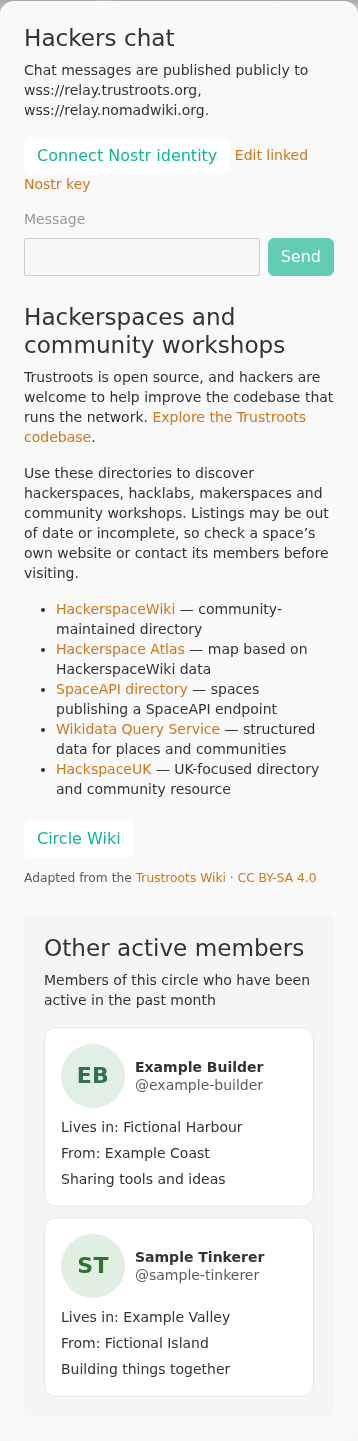 Hackers chat
Chat messages are published publicly to
wss://relay.trustroots.org,
wss://relay.nomadwiki.org.
Connect Nostr identity Edit linked
Nostr key
Message
Send
Hackerspaces and
community workshops
Trustroots is open source, and hackers are
welcome to help improve the codebase that
runs the network. Explore the Trustroots
codebase.
Use these directories to discover
hackerspaces, hacklabs, makerspaces and
community workshops. Listings may be out
of date or incomplete, so check a space’s
own website or contact its members before
visiting.
• HackerspaceWiki — community-
maintained directory
• Hackerspace Atlas — map based on
HackerspaceWiki data
• SpaceAPI directory — spaces
publishing a SpaceAPI endpoint
• Wikidata Query Service — structured
data for places and communities
• HackspaceUK — UK-focused directory
and community resource
Circle Wiki
Adapted from the Trustroots Wiki · CC BY-SA 4.0
Other active members
Members of this circle who have been
active in the past month
EB
Example Builder
@example-builder
Lives in: Fictional Harbour
From: Example Coast
Sharing tools and ideas
ST
Sample Tinkerer
@sample-tinkerer
Lives in: Example Valley
From: Fictional Island
Building things together